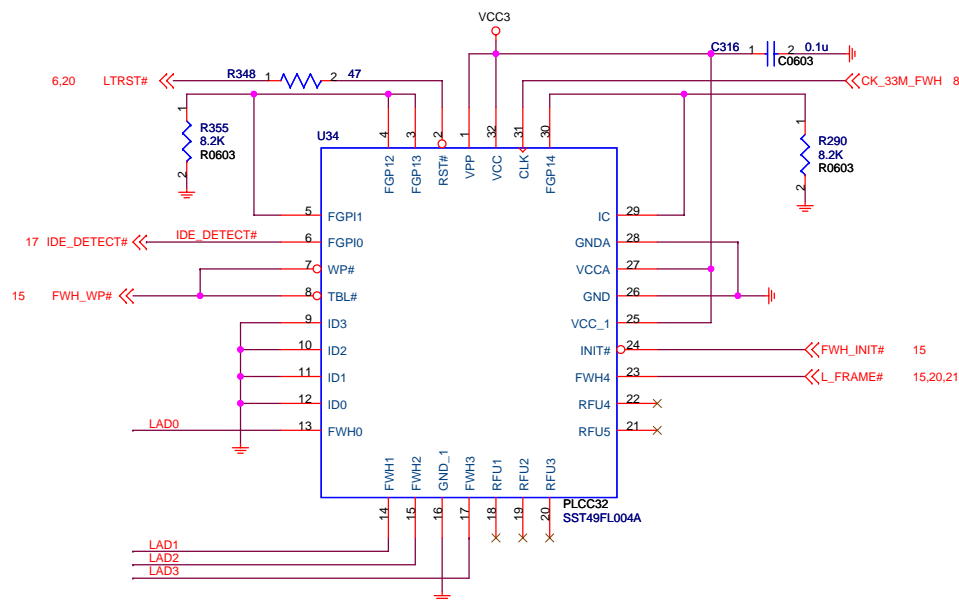 VCC3
C316 1 2 0.1u
C0603
6,20 LTRST# R348 1 2 47
CK_33M_FWH 8
1 R355 8.2K R0603 2
1 R290 8.2K R0603 2
U34
4 3 2 1 32 31 30
FGP12 FGP13 RST# VPP VCC CLK FGP14
5 FGPI1
IC 29
17 IDE_DETECT# IDE_DETECT# 6 FGPI0
GNDA 28
7 WP#
VCCA 27
15 FWH_WP# 8 TBL#
GND 26
9 ID3
VCC_1 25
10 ID2
INIT# 24 FWH_INIT# 15
11 ID1
FWH4 23 L_FRAME# 15,20,21
12 ID0
RFU4 22
LAD0 13 FWH0
RFU5 21
FWH1 FWH2 GND_1 FWH3 RFU1 RFU2 RFU3
14 15 16 17 18 19 20
PLCC32
SST49FL004A
LAD1
LAD2
LAD3